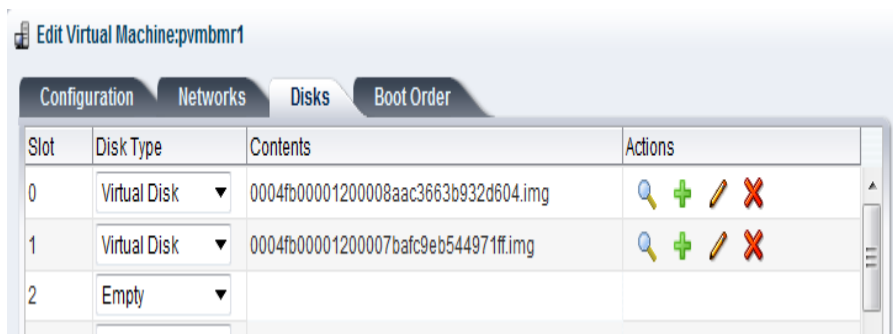 Edit Virtual Machine:pvmbmr1
Configuration Networks Disks Boot Order
Slot Disk Type Contents Actions
0 Virtual Disk 0004fb00001200008aac3663b932d604.img
1 Virtual Disk 0004fb00001200007bafc9eb544971ff.img
2 Empty